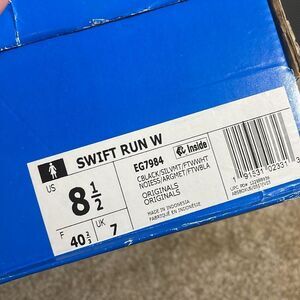 SWIFT RUN W
US
8 1/2
F
40 2/3
UK
7
EG7984
Inside
CBLACK/SILVMT/FTWWHT
NOIESS/ARGMET/FTWBLA
ORIGINALS
ORIGINALS
MADE IN INDONESIA
FABRIQUÉ EN INDONÉSIE